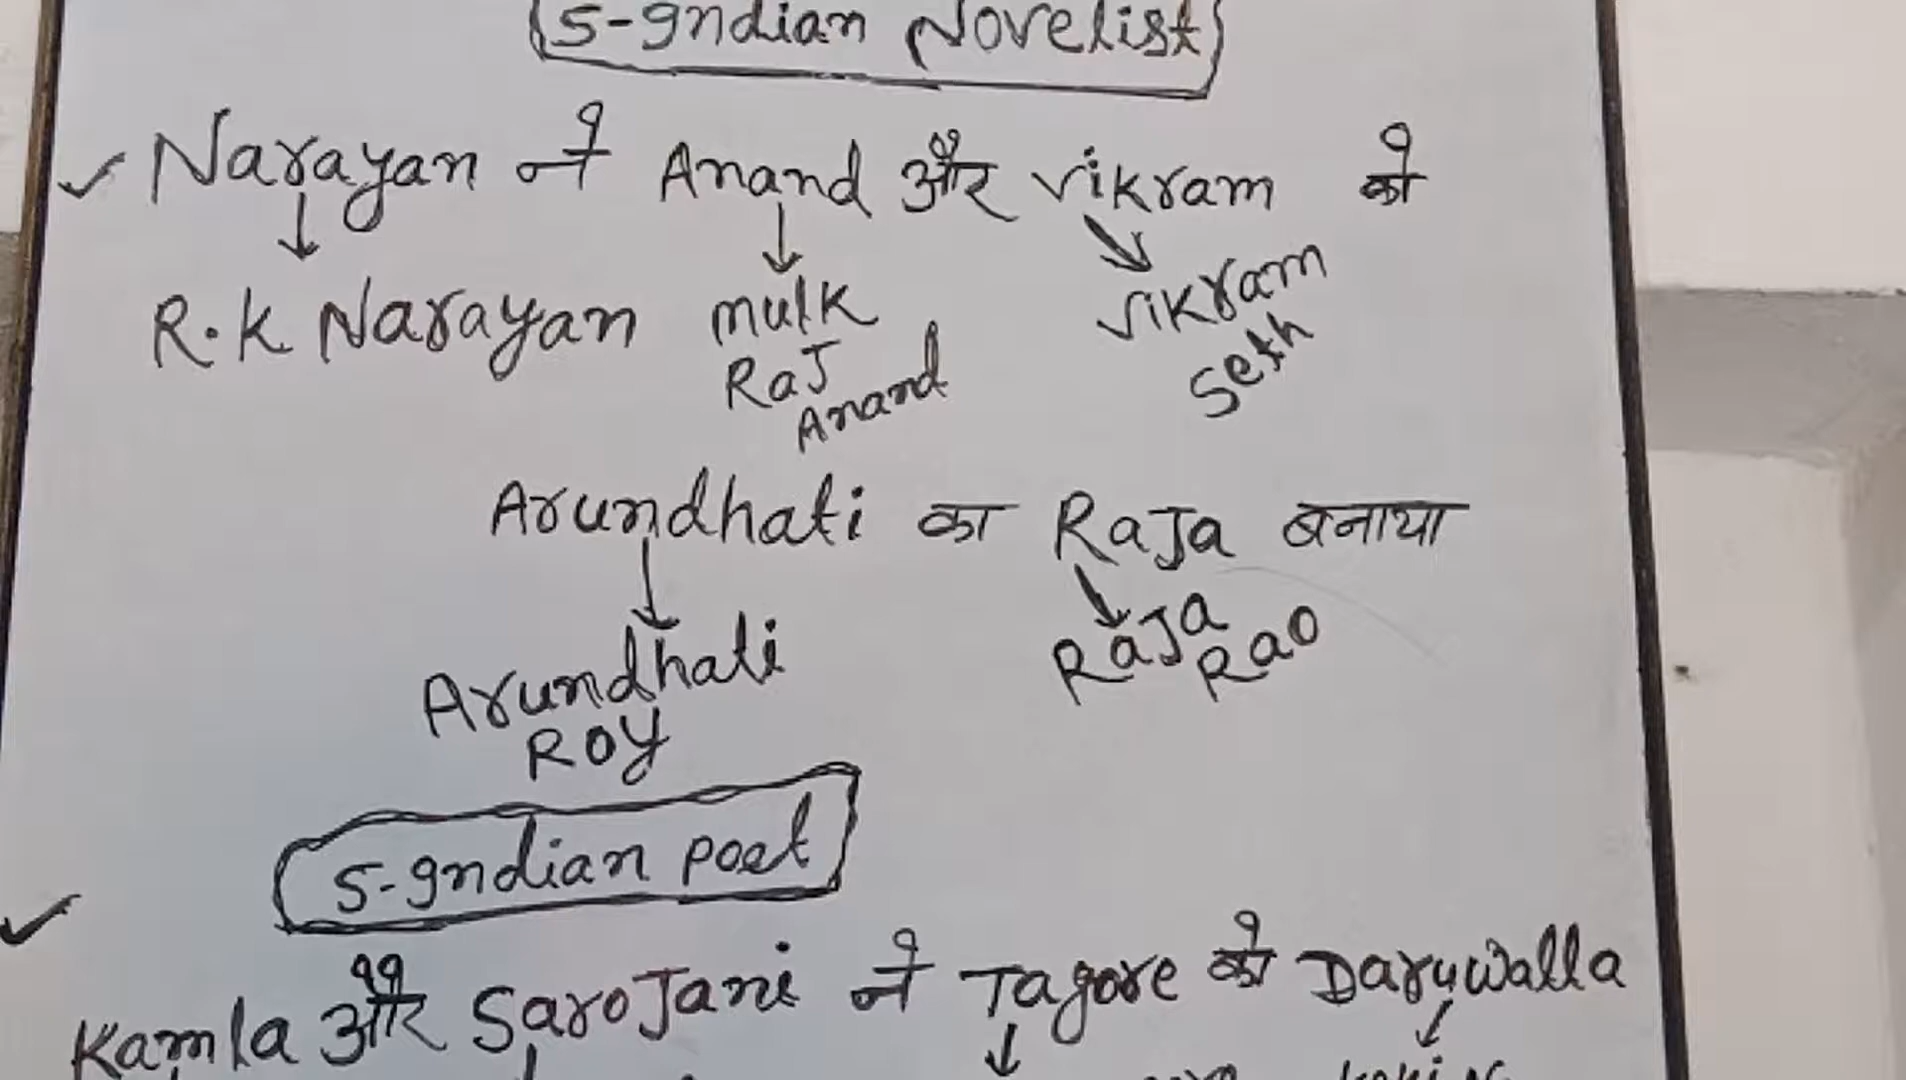 5-Indian Novelist
Narayan ने Anand और Vikram को
R.K Narayan mulk Raj Anand Vikram Seth
Arundhati का RaJa बनाया
Arundhati Roy RaJa Rao
5-Indian poet
Kamla और SaroJani ने Tagore को Daruwalla